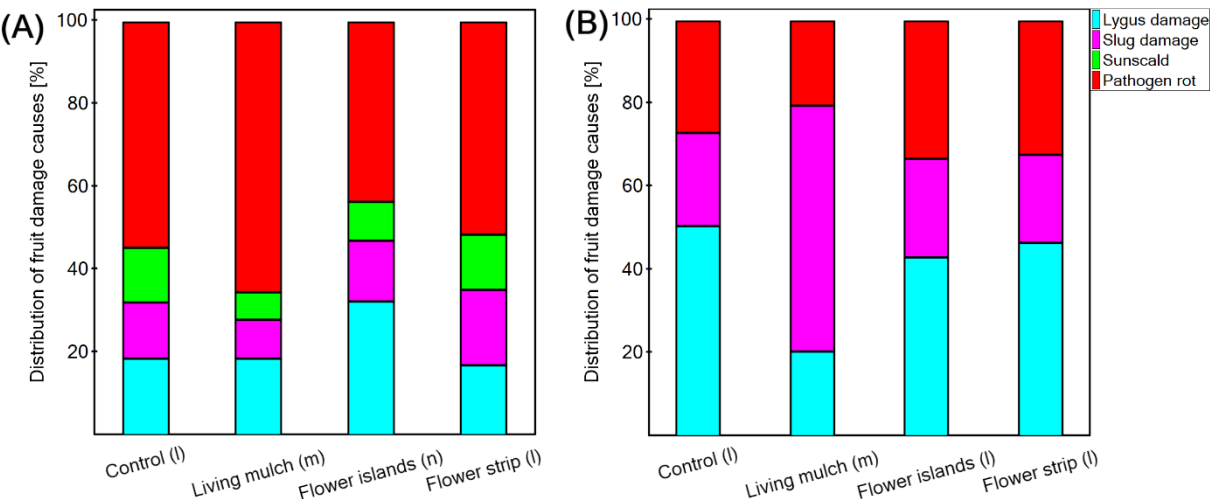 (A)
Distribution of fruit damage causes [%]
100
80
60
40
20
Control (l)
Living mulch (m)
Flower islands (n)
Flower strip (l)
(B)
Distribution of fruit damage causes [%]
100
80
60
40
20
Control (l)
Living mulch (m)
Flower islands (l)
Flower strip (l)
Lygus damage
Slug damage
Sunscald
Pathogen rot